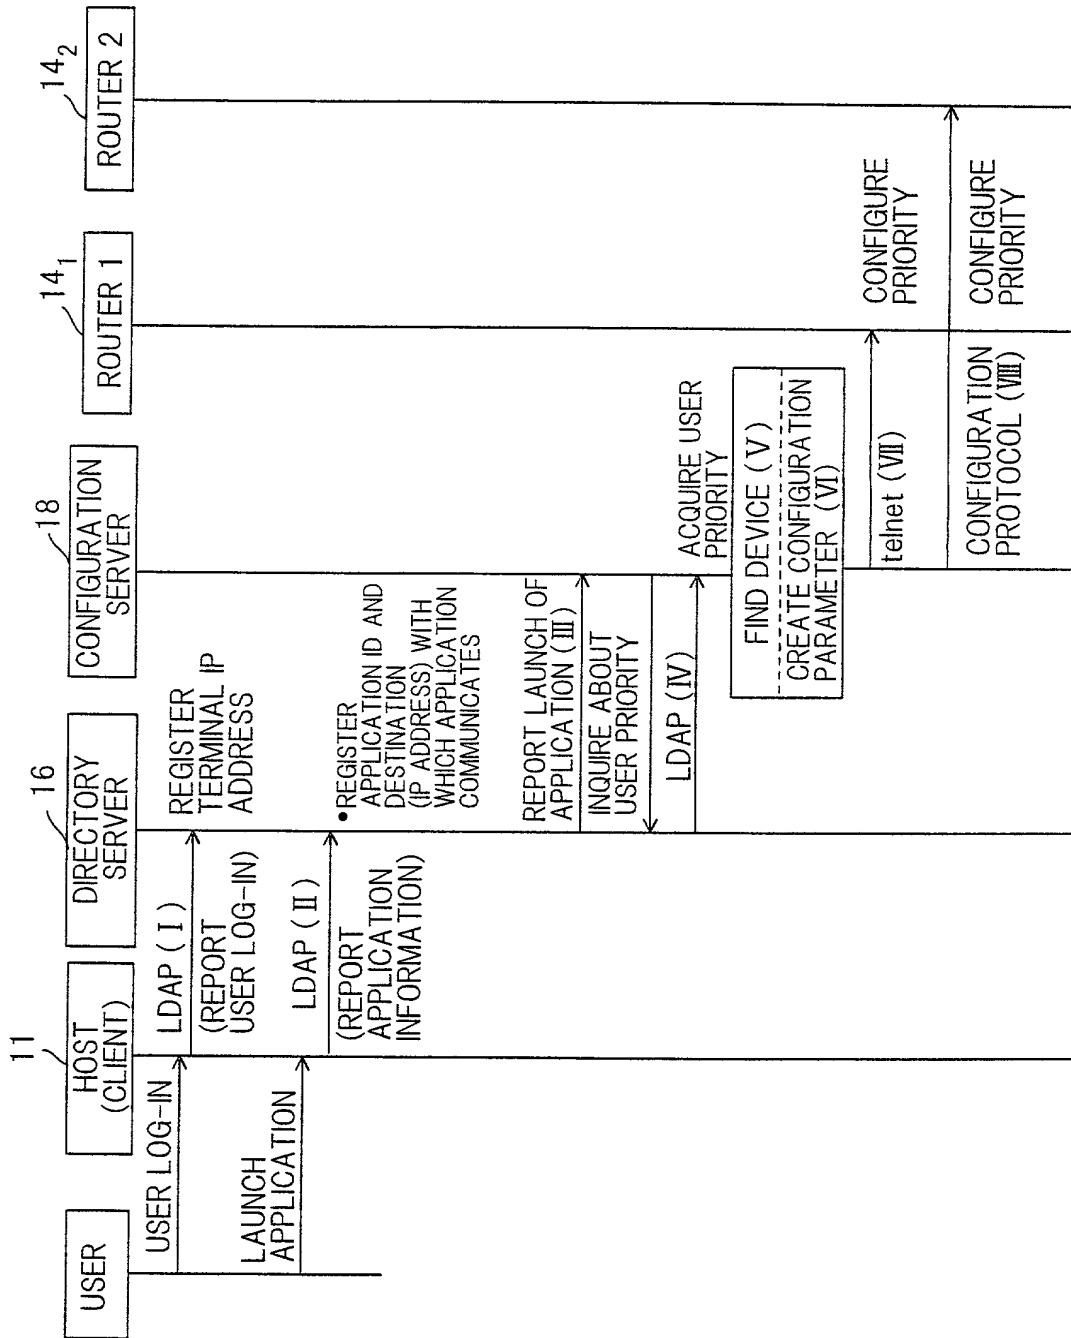 USER
11
HOST
(CLIENT)
16
DIRECTORY
SERVER
18
CONFIGURATION
SERVER
14₁
ROUTER 1
14₂
ROUTER 2
USER LOG-IN
LDAP (Ⅰ)
(REPORT
USER LOG-IN)
REGISTER
TERMINAL IP
ADDRESS
LAUNCH
APPLICATION
LDAP (Ⅱ)
(REPORT
APPLICATION
INFORMATION)
•REGISTER
APPLICATION ID AND
DESTINATION
(IP ADDRESS) WITH
WHICH APPLICATION
COMMUNICATES
REPORT LAUNCH OF
APPLICATION (Ⅲ)
INQUIRE ABOUT
USER PRIORITY
LDAP (Ⅳ)
ACQUIRE USER
PRIORITY
FIND DEVICE (Ⅴ)
CREATE CONFIGURATION
PARAMETER (Ⅵ)
telnet (Ⅶ)
CONFIGURE
PRIORITY
CONFIGURATION
PROTOCOL (Ⅷ)
CONFIGURE
PRIORITY